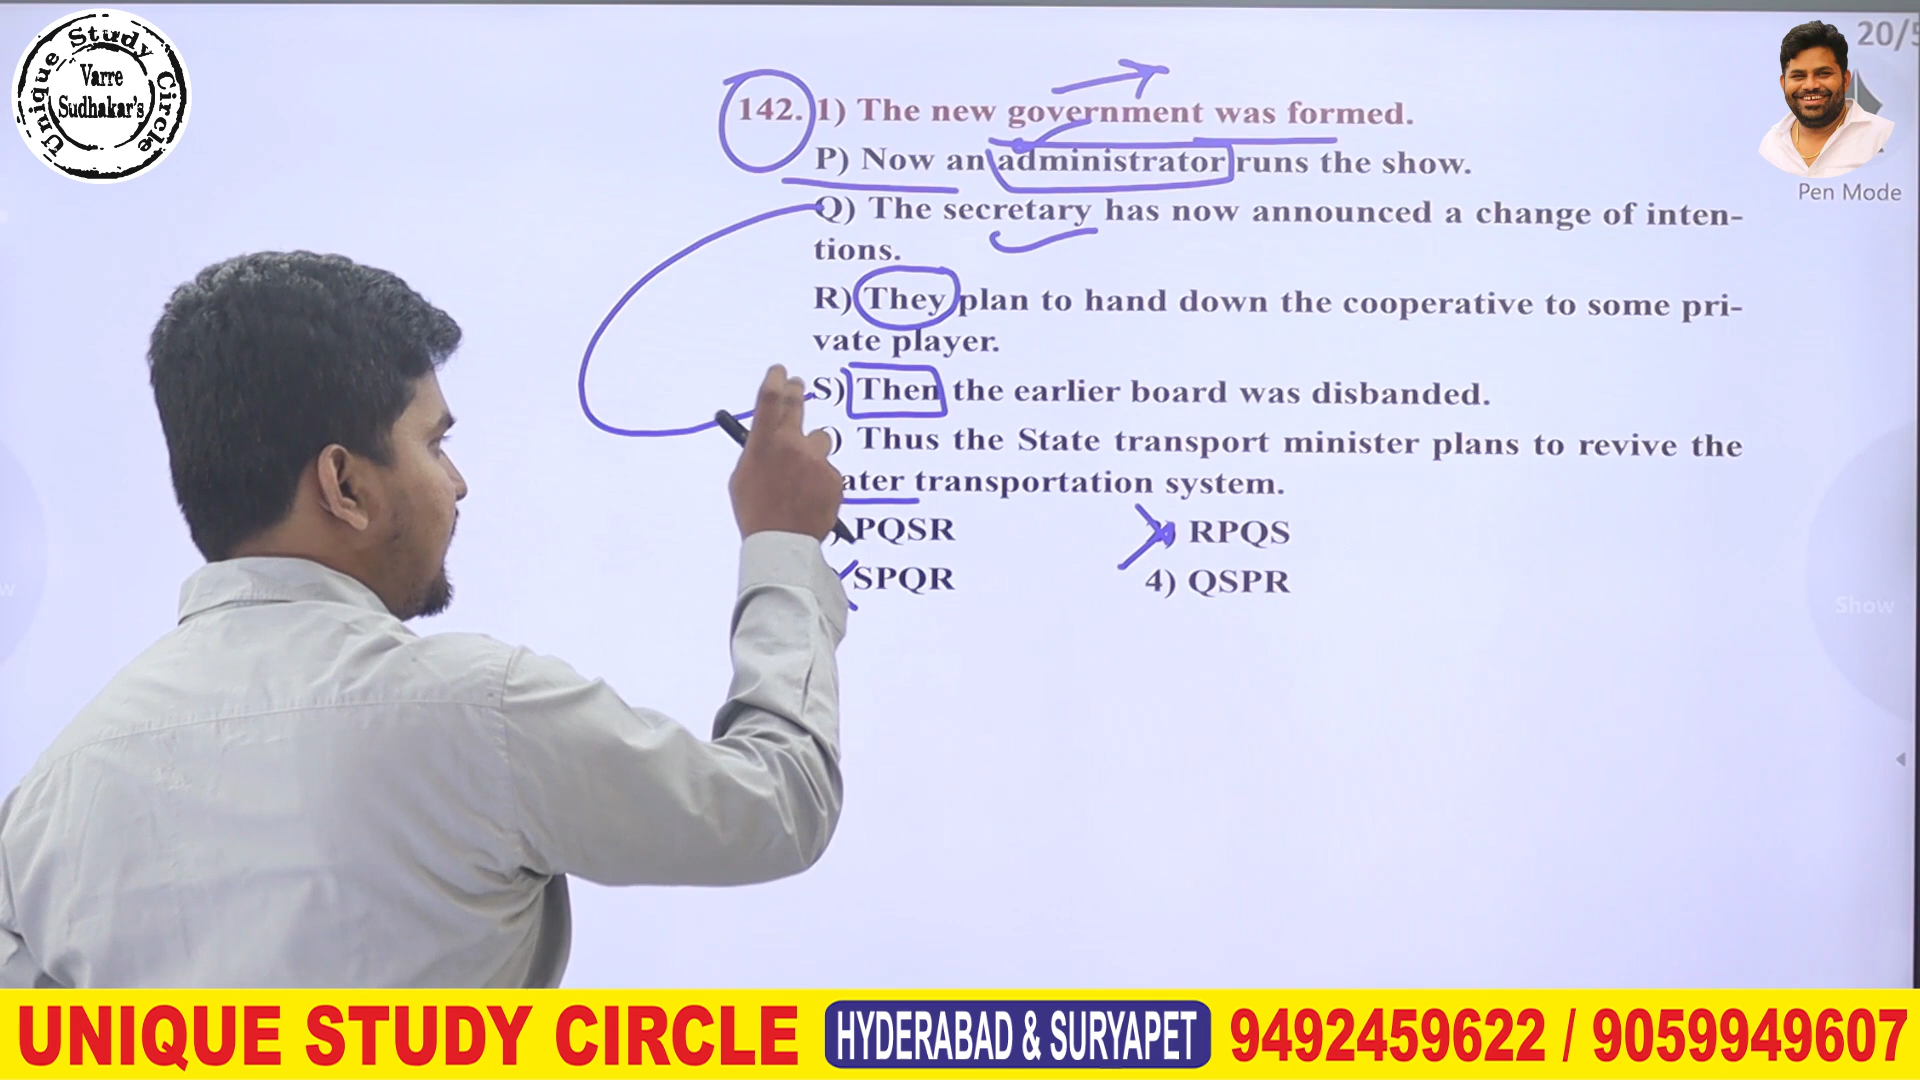 Unique Study Circle
Varre
Sudhakar's
20/5
Pen Mode
142. 1) The new government was formed.
P) Now an administrator runs the show.
Q) The secretary has now announced a change of inten-
tions.
R) They plan to hand down the cooperative to some pri-
vate player.
S) Then the earlier board was disbanded.
) Thus the State transport minister plans to revive the
ater transportation system.
) PQSR
) RPQS
SPQR
4) QSPR
Show
UNIQUE STUDY CIRCLE
HYDERABAD & SURYAPET
9492459622 / 9059949607